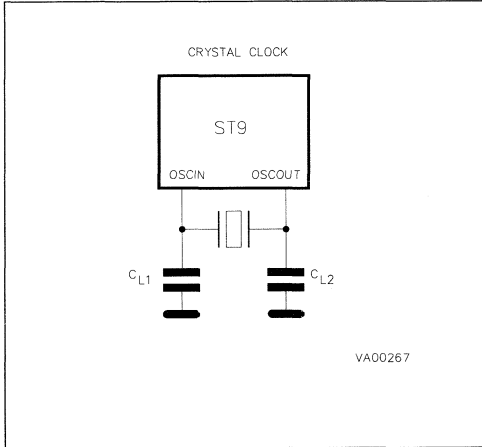 CRYSTAL CLOCK
ST9
OSCIN OSCOUT
CL1 CL2
VA00267